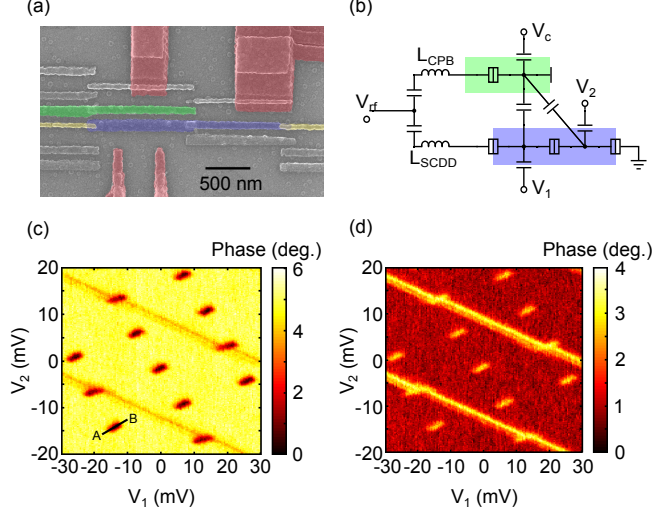 (a)
500 nm
(b)
V_c
L_CPB
V_2
V_rf
L_SCDD
V_1
(c)
Phase (deg.)
20
10
0
-10
-20
V_2 (mV)
-30 -20 -10 0 10 20 30
V_1 (mV)
A
B
6
4
2
0
(d)
Phase (deg.)
20
10
0
-10
-20
V_2 (mV)
-30 -20 -10 0 10 20 30
V_1 (mV)
4
3
2
1
0